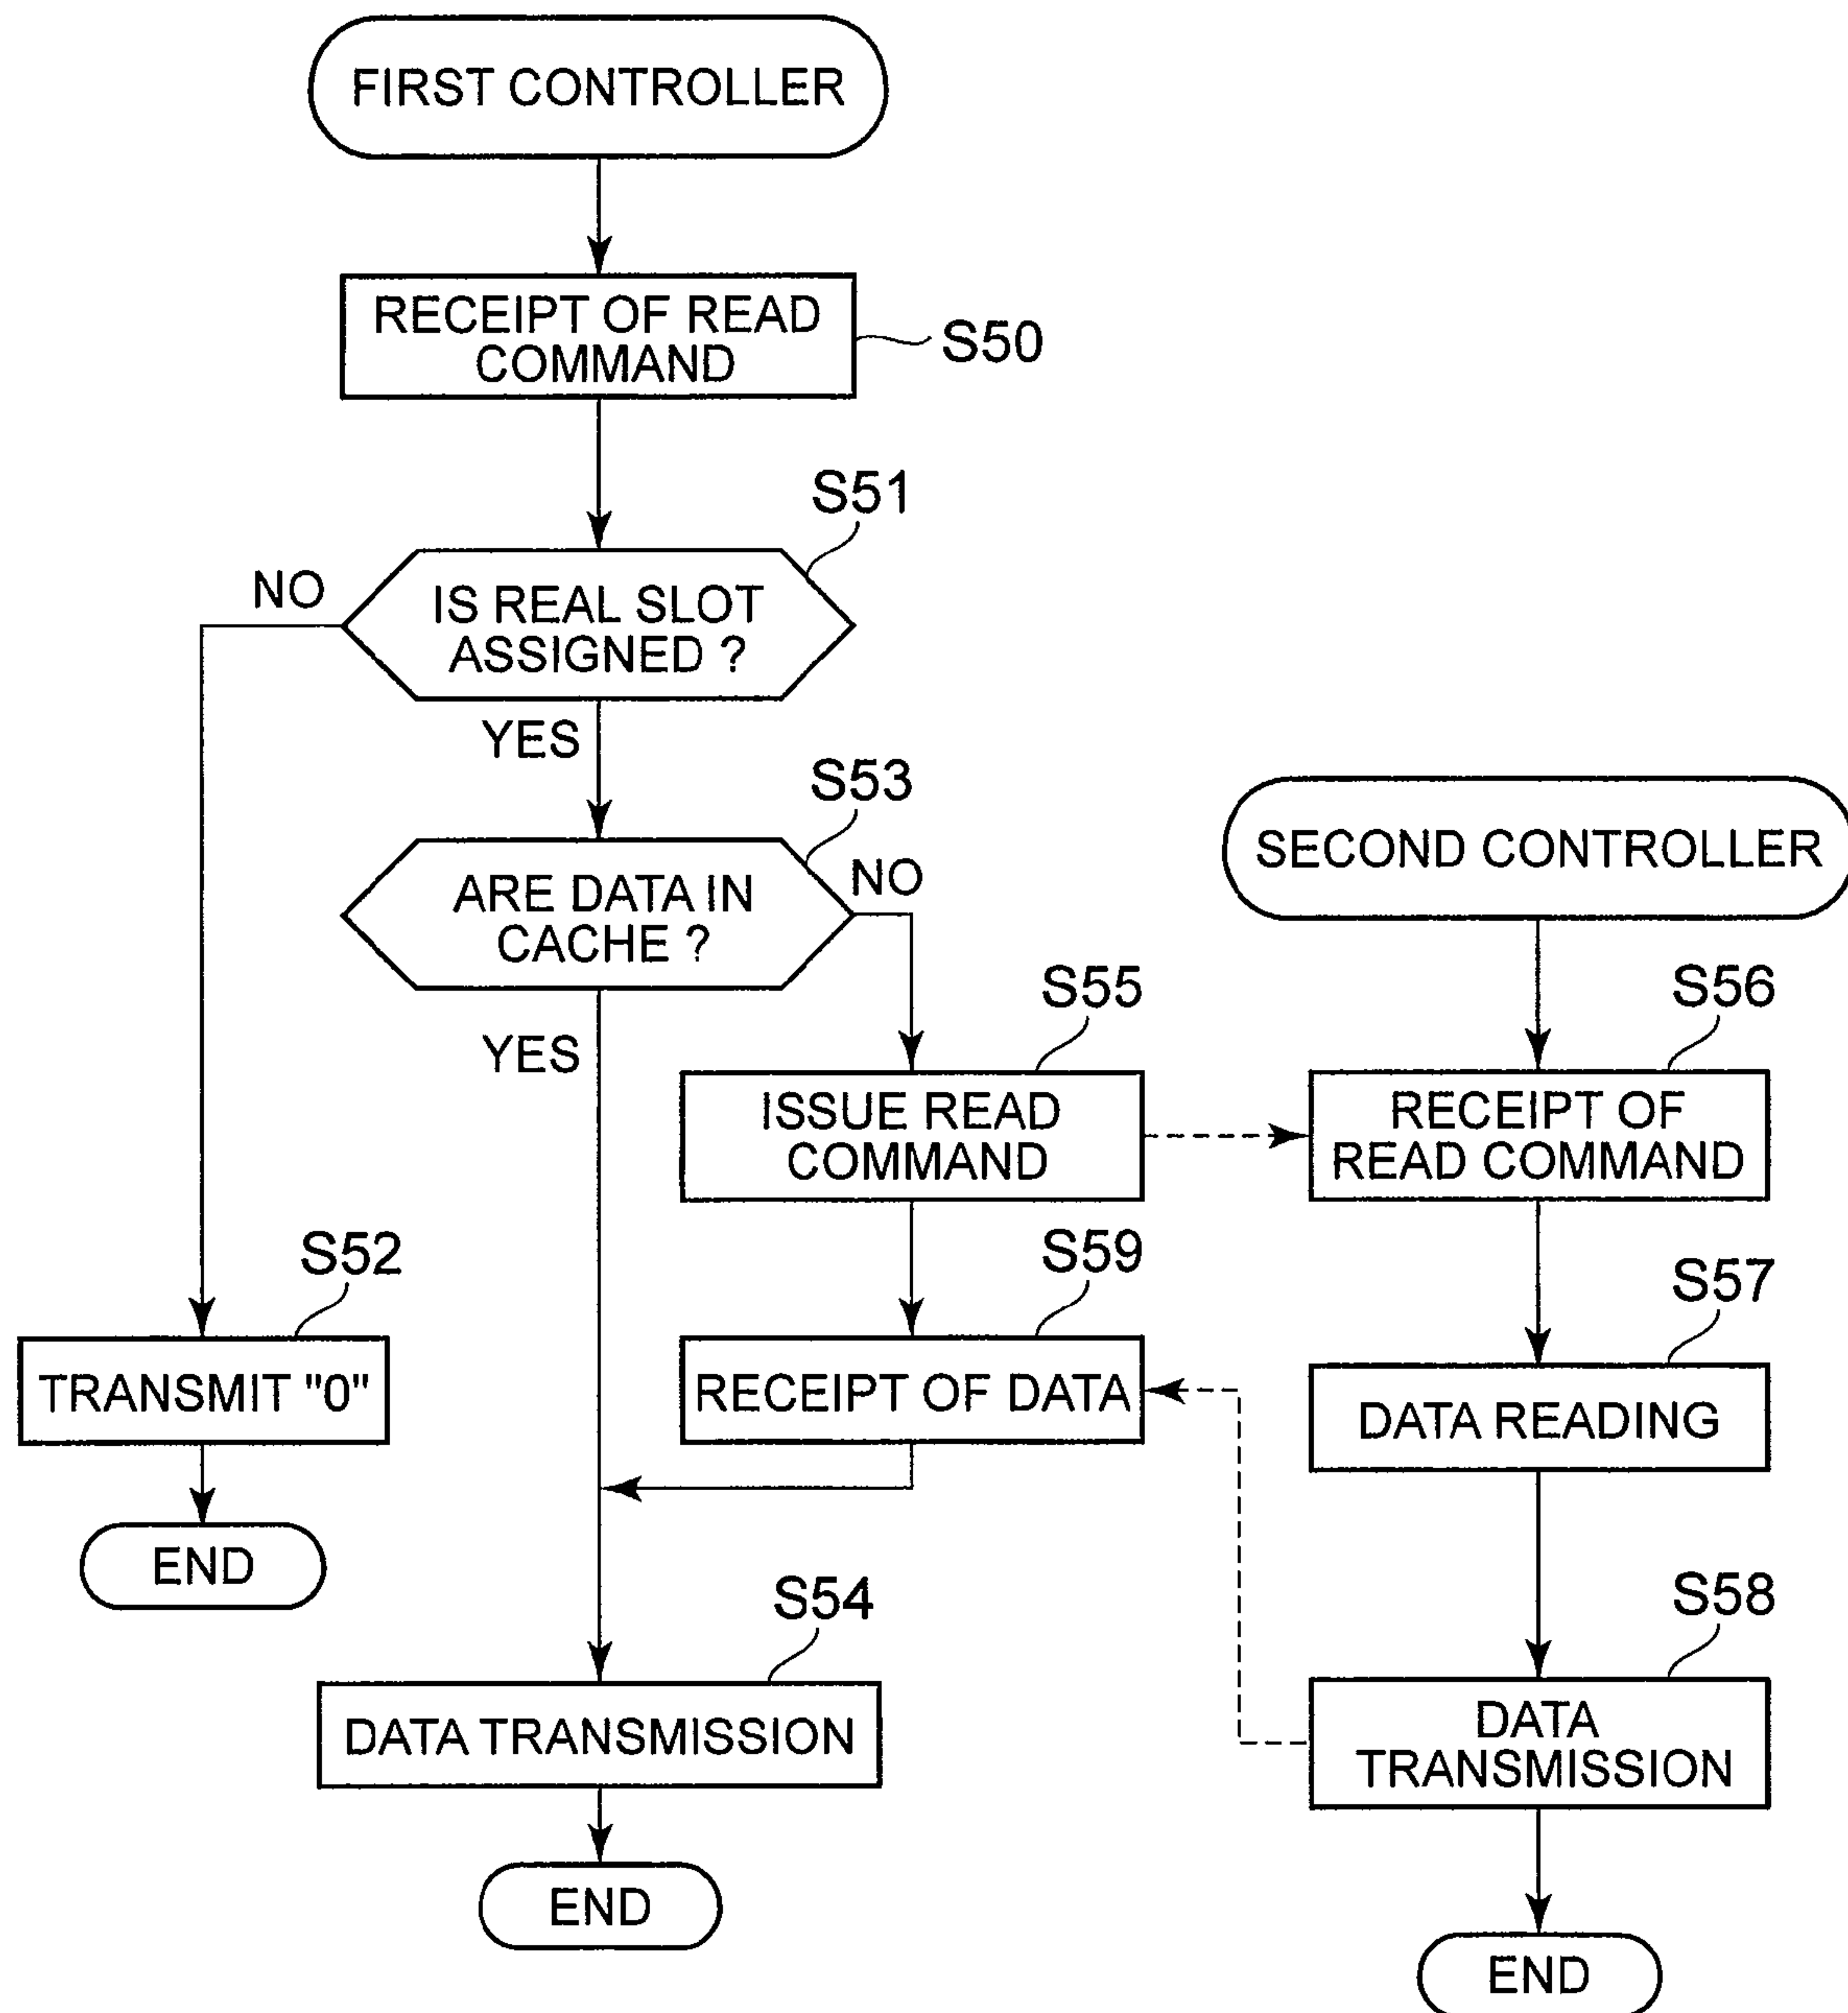 FIRST CONTROLLER
RECEIPT OF READ
COMMAND
S50
S51
NO
IS REAL SLOT
ASSIGNED ?
YES
S53
ARE DATA IN
CACHE ?
NO
YES
SECOND CONTROLLER
S55
ISSUE READ
COMMAND
S56
RECEIPT OF
READ COMMAND
S52
TRANSMIT "0"
END
S59
RECEIPT OF DATA
S57
DATA READING
S54
DATA TRANSMISSION
END
S58
DATA
TRANSMISSION
END